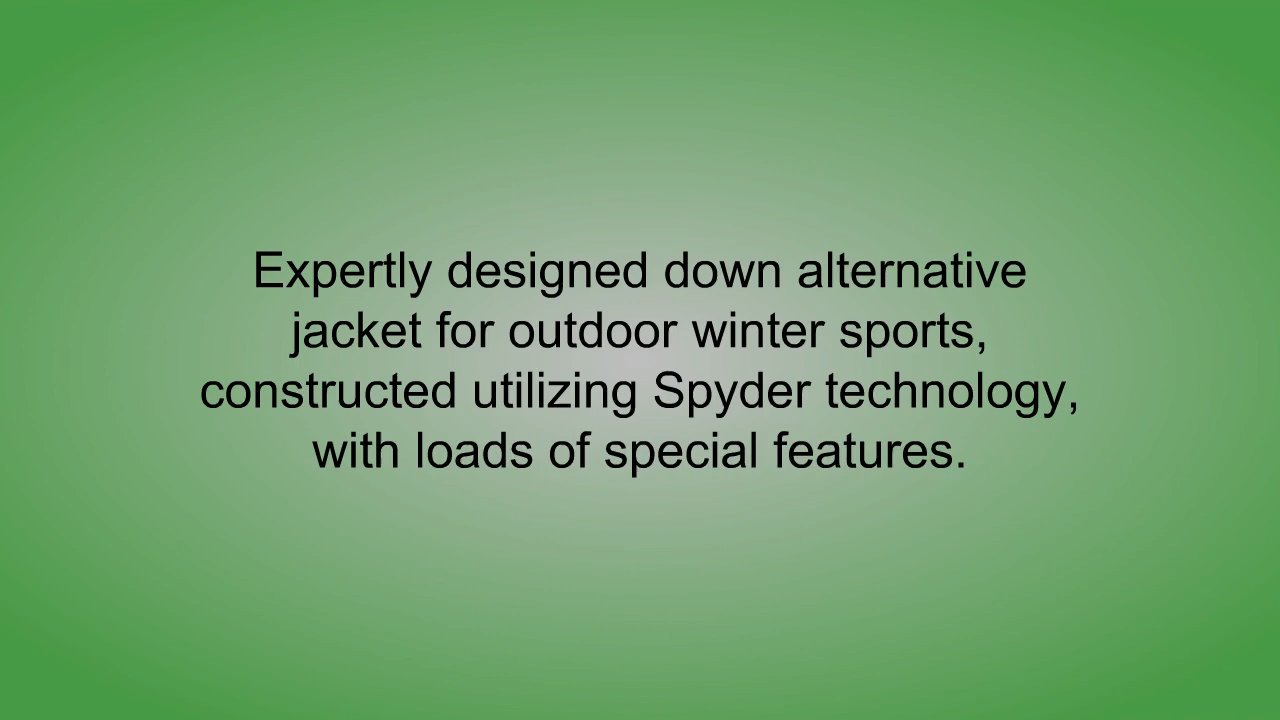 Expertly designed down alternative
jacket for outdoor winter sports,
constructed utilizing Spyder technology,
with loads of special features.